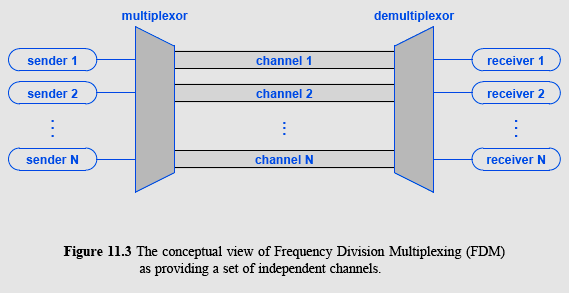 multiplexor
demultiplexor
sender 1
channel 1
receiver 1
sender 2
channel 2
receiver 2
sender N
channel N
receiver N
Figure 11.3 The conceptual view of Frequency Division Multiplexing (FDM)
as providing a set of independent channels.